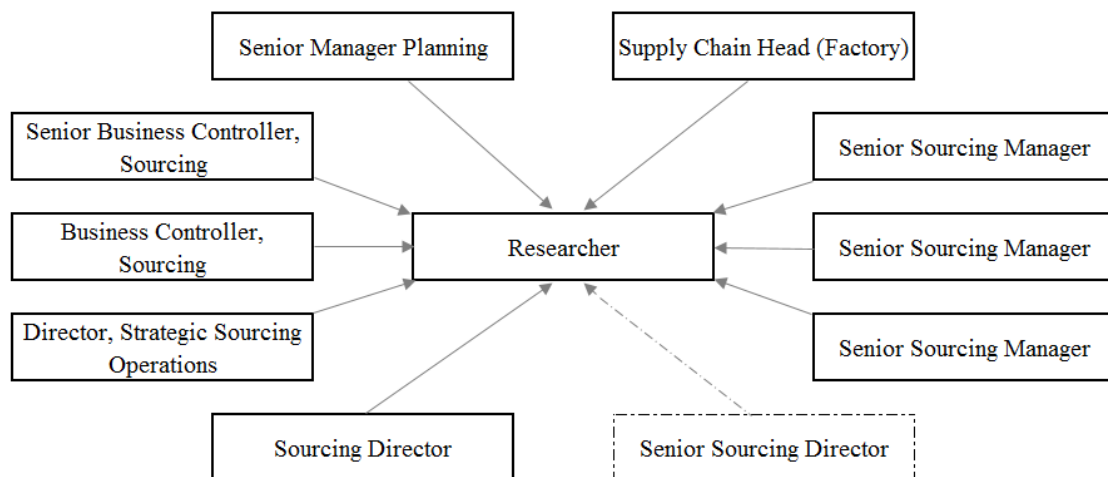 Senior Manager Planning
Supply Chain Head (Factory)
Senior Business Controller,
Sourcing
Senior Sourcing Manager
Business Controller,
Sourcing
Researcher
Senior Sourcing Manager
Director, Strategic Sourcing
Operations
Senior Sourcing Manager
Sourcing Director
Senior Sourcing Director